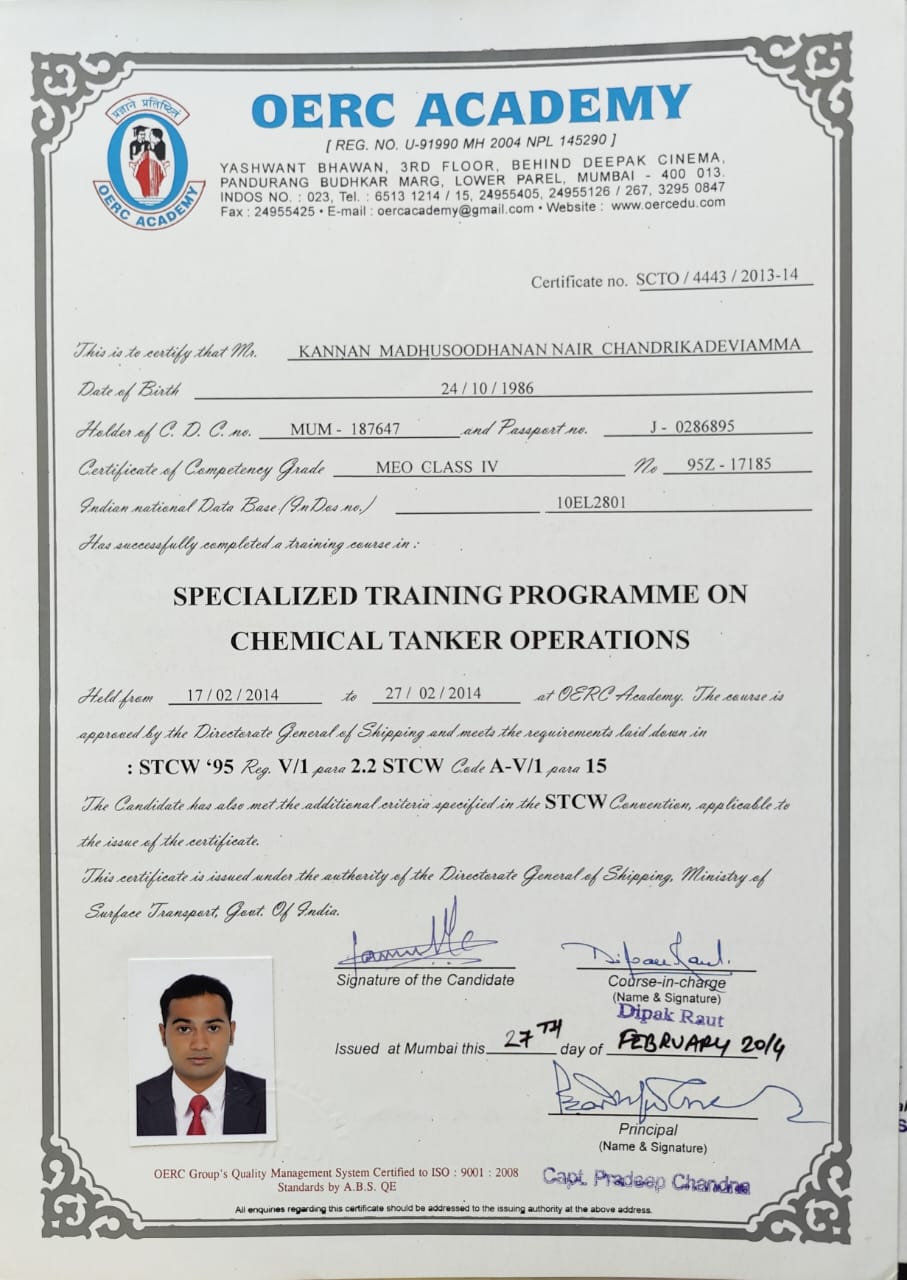 प्रज्ञाने प्रतिष्ठितं
OERC ACADEMY
OERC ACADEMY
[ REG. NO. U-91990 MH 2004 NPL 145290 ]
YASHWANT BHAWAN, 3RD FLOOR, BEHIND DEEPAK CINEMA,
PANDURANG BUDHKAR MARG, LOWER PAREL, MUMBAI - 400 013.
INDOS NO. : 023, Tel. : 6513 1214 / 15, 24955405, 24955126 / 267, 3295 0847
Fax : 24955425 • E-mail : oercacademy@gmail.com • Website : www.oercedu.com
Certificate no. SCTO / 4443 / 2013-14
This is to certify that Mr. KANNAN MADHUSOODHANAN NAIR CHANDRIKADEVIAMMA
Date of Birth 24 / 10 / 1986
Holder of C. D. C. no. MUM - 187647 and Passport no. J - 0286895
Certificate of Competency Grade MEO CLASS IV No 95Z - 17185
Indian national Data Base (InDos no.) 10EL2801
Has successfully completed a training course in :
SPECIALIZED TRAINING PROGRAMME ON
CHEMICAL TANKER OPERATIONS
Held from 17 / 02 / 2014 to 27 / 02 / 2014 at OERC Academy. The course is
approved by the Directorate General of Shipping and meets the requirements laid down in
: STCW ‘95 Reg. V/1 para 2.2 STCW Code A-V/1 para 15
The Candidate has also met the additional criteria specified in the STCW Convention, applicable to
the issue of the certificate.
This certificate is issued under the authority of the Directorate General of Shipping, Ministry of
Surface Transport, Govt. Of India.
Signature of the Candidate
Dipak Raut.
Course-in-charge
(Name & Signature)
Dipak Raut
Issued at Mumbai this 27TH day of FEBRUARY 2014
Principal
(Name & Signature)
Capt. Pradeep Chandna
OERC Group's Quality Management System Certified to ISO : 9001 : 2008
Standards by A.B.S. QE
All enquires regarding this certificate should be addressed to the issuing authority at the above address.